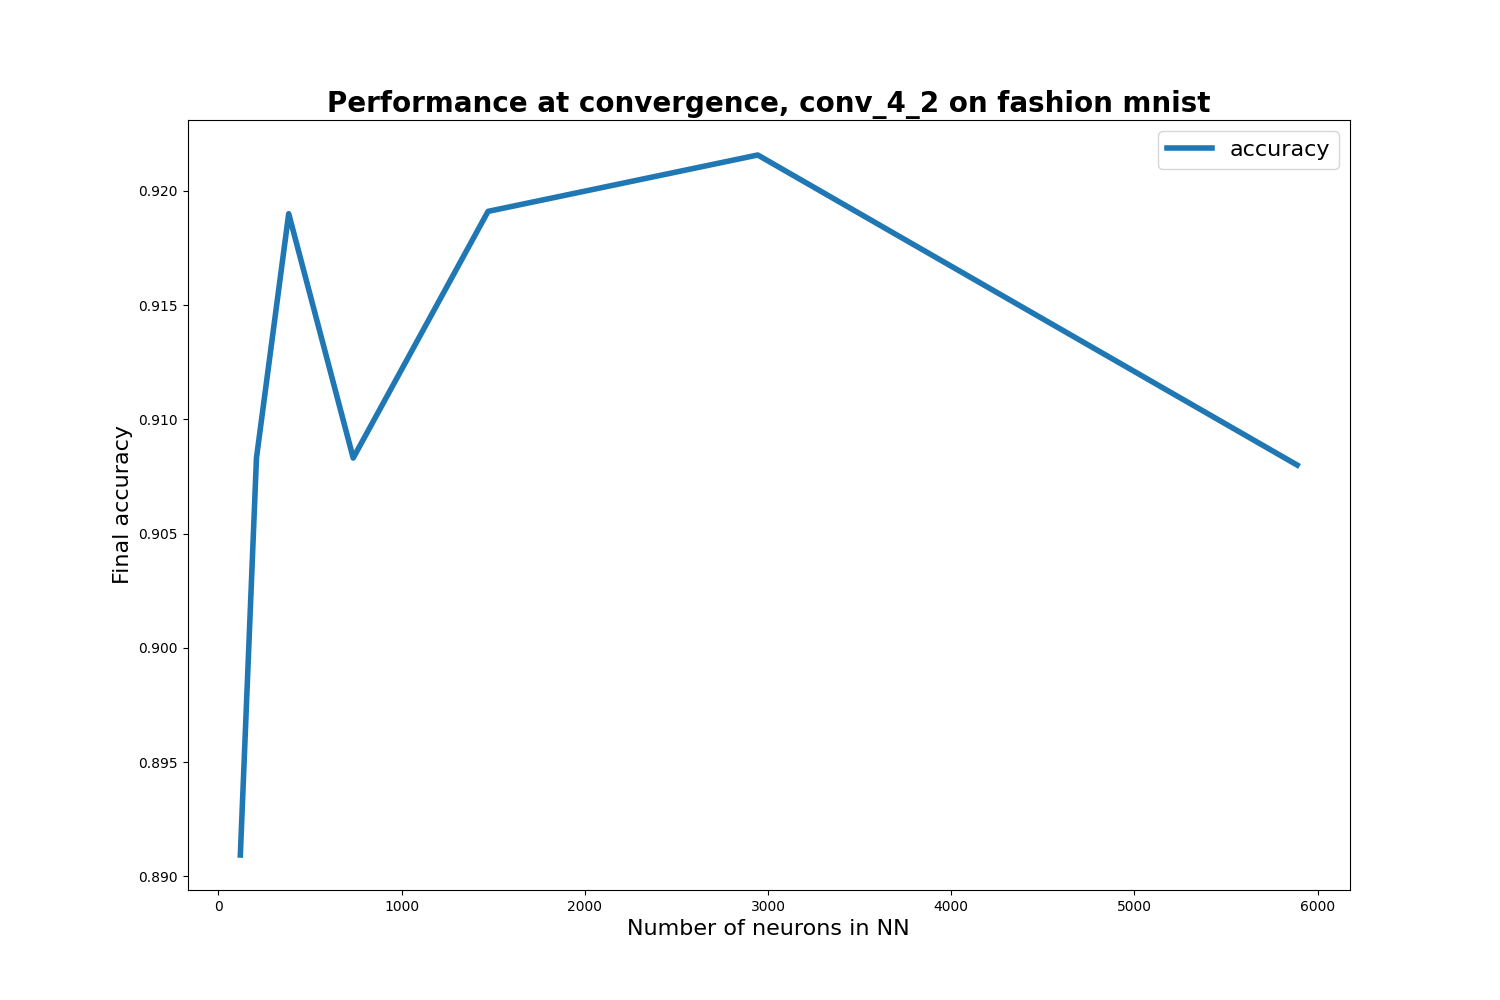 Performance at convergence, conv_4_2 on fashion mnist
accuracy
0.920
0.915
0.910
0.905
0.900
0.895
0.890
Final accuracy
0 1000 2000 3000 4000 5000 6000
Number of neurons in NN